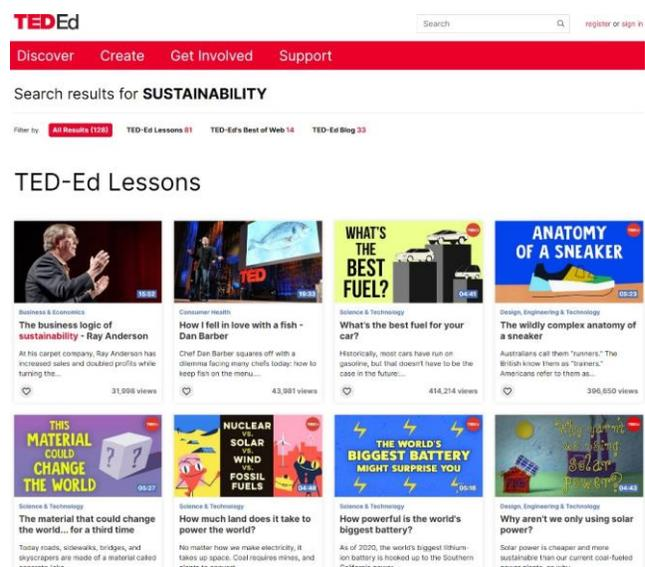 TEDEd
Search
register or sign in
Discover Create Get Involved Support
Search results for SUSTAINABILITY
Filter by All Results (128) TED-Ed Lessons 81 TED-Ed's Best of Web 14 TED-Ed Blog 33
TED-Ed Lessons
TED
15:52
19:33
WHAT'S
THE
BEST
FUEL?
04:41
ANATOMY
OF A SNEAKER
05:23
Business & Economics
The business logic of
sustainability - Ray Anderson
At his carpet company, Ray Anderson has
increased sales and doubled profits while
turning the...
31,998 views
Consumer Health
How I fell in love with a fish -
Dan Barber
Chef Dan Barber squares off with a
dilemma facing many chefs today: how to
keep fish on the menu....
43,981 views
Science & Technology
What's the best fuel for your
car?
Historically, most cars have run on
gasoline, but that doesn't have to be the
case in the future:...
414,214 views
Design, Engineering & Technology
The wildly complex anatomy of
a sneaker
Australians call them "runners." The
British know them as "trainers."
Americans refer to them as...
396,650 views
THIS
MATERIAL
COULD
CHANGE
THE WORLD
? ?
05:27
NUCLEAR
VS.
SOLAR
VS.
WIND
VS.
FOSSIL
FUELS
04:48
THE WORLD'S
BIGGEST BATTERY
MIGHT SURPRISE YOU
05:16
Why aren't
we using
Solar
Power?
04:43
Science & Technology
The material that could change
the world... for a third time
Today roads, sidewalks, bridges, and
skyscrapers are made of a material called
Science & Technology
How much land does it take to
power the world?
No matter how we make electricity, it
takes up space. Coal requires mines, and
Science & Technology
How powerful is the world's
biggest battery?
As of 2020, the world's biggest lithium-
ion battery is hooked up to the Southern
Design, Engineering & Technology
Why aren't we only using solar
power?
Solar power is cheaper and more
sustainable than our current coal-fueled